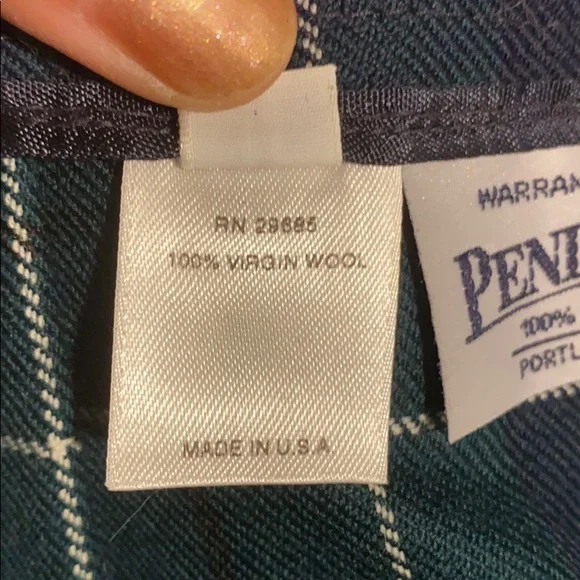 RN 29685
100% VIRGIN WOOL
MADE IN U.S.A
WARRAN
PEN
100%
PORTL